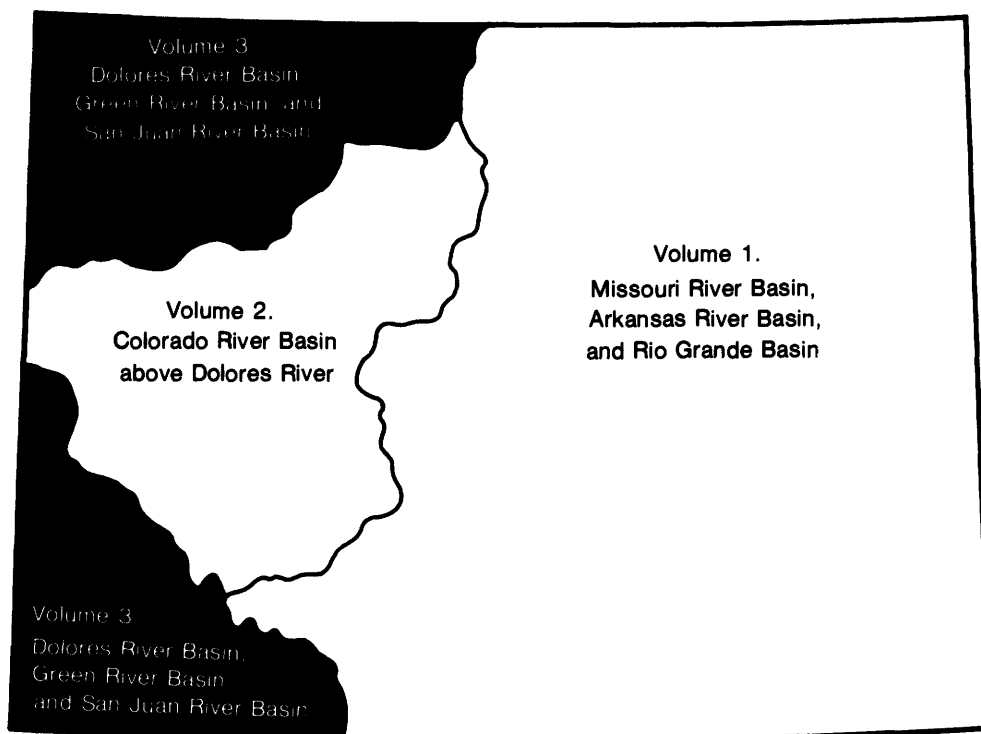 Volume 3
Dolores River Basin
Green River Basin and
San Juan River Basin
Volume 1.
Missouri River Basin,
Arkansas River Basin,
and Rio Grande Basin
Volume 2.
Colorado River Basin
above Dolores River
Volume 3
Dolores River Basin,
Green River Basin
and San Juan River Basin